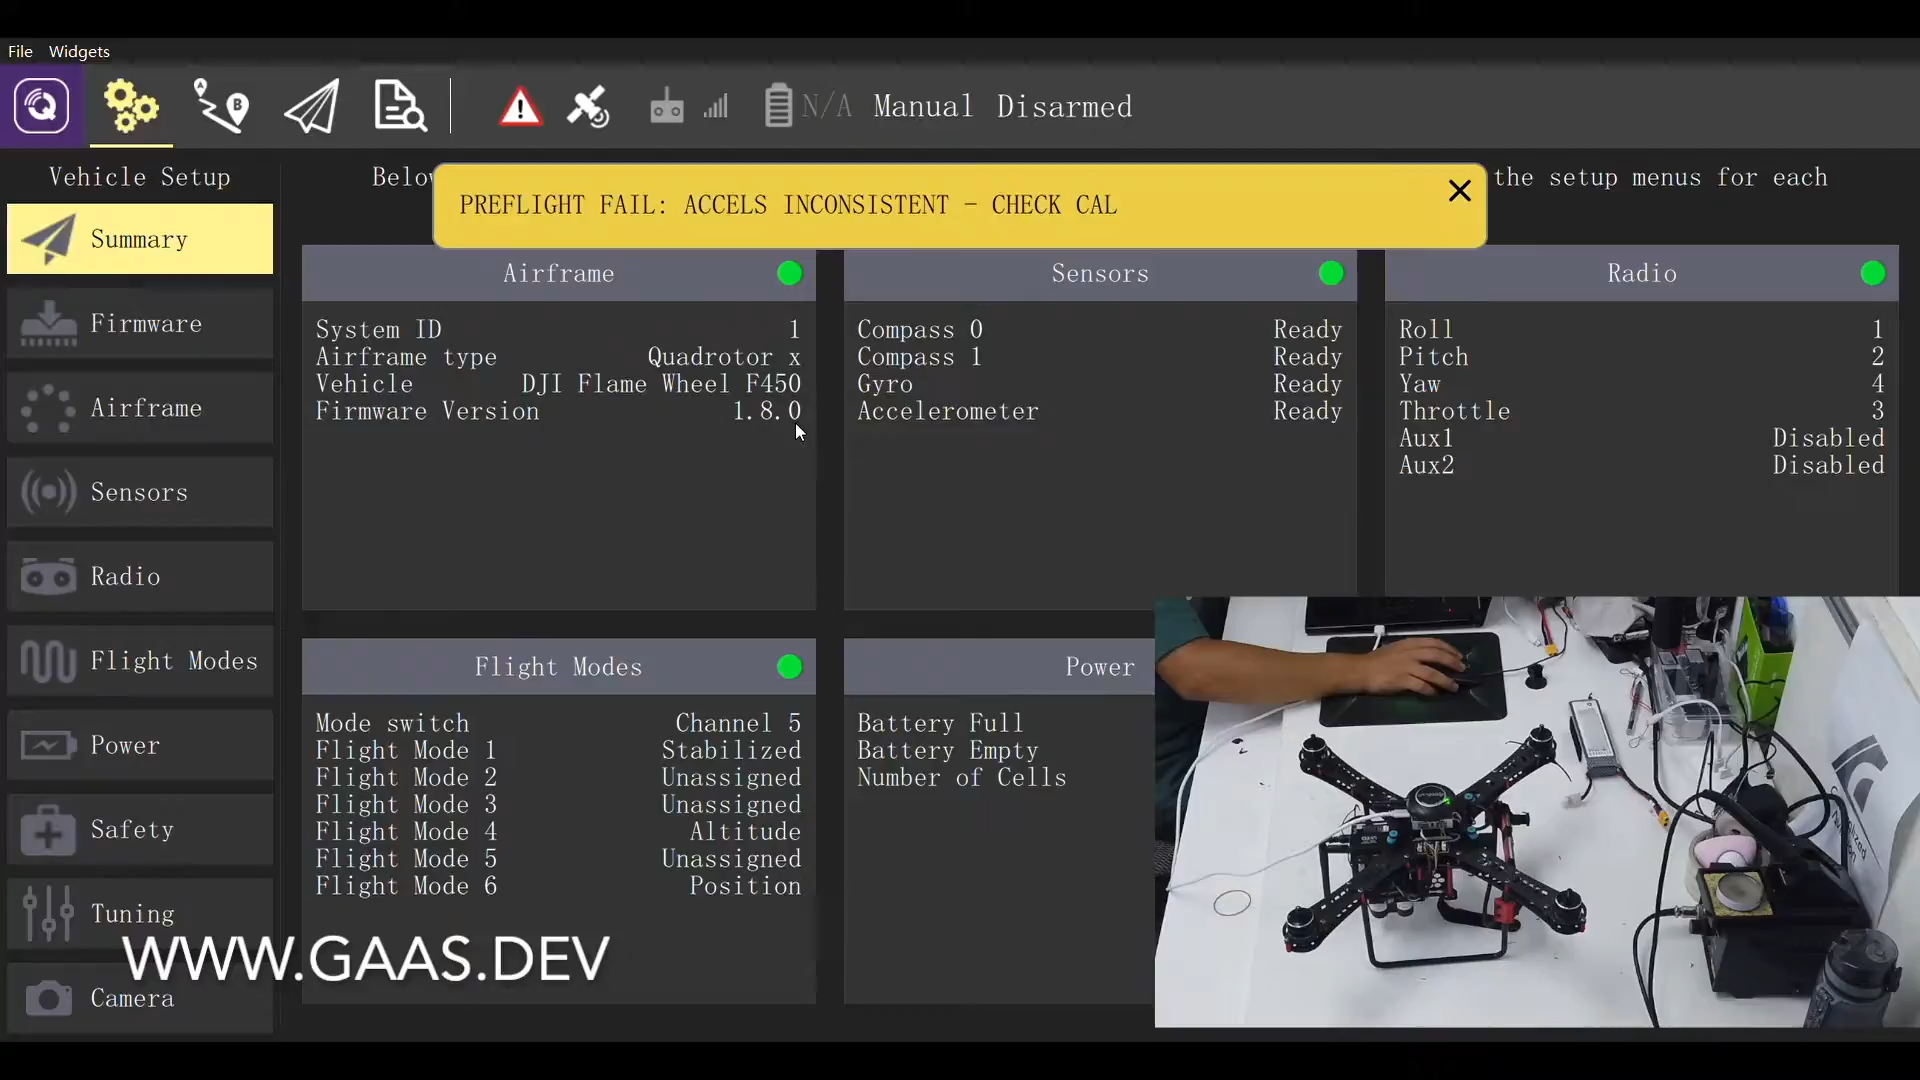 File Widgets
N/A Manual Disarmed
Vehicle Setup
Below
the setup menus for each
PREFLIGHT FAIL: ACCELS INCONSISTENT - CHECK CAL
Summary
Firmware
Airframe
Sensors
Radio
Flight Modes
Power
Safety
Tuning
Camera
Airframe
System ID 1
Airframe type Quadrotor x
Vehicle DJI Flame Wheel F450
Firmware Version 1.8.0
Sensors
Compass 0 Ready
Compass 1 Ready
Gyro Ready
Accelerometer Ready
Radio
Roll 1
Pitch 2
Yaw 4
Throttle 3
Aux1 Disabled
Aux2 Disabled
Flight Modes
Mode switch Channel 5
Flight Mode 1 Stabilized
Flight Mode 2 Unassigned
Flight Mode 3 Unassigned
Flight Mode 4 Altitude
Flight Mode 5 Unassigned
Flight Mode 6 Position
Power
Battery Full
Battery Empty
Number of Cells
WWW.GAAS.DEV